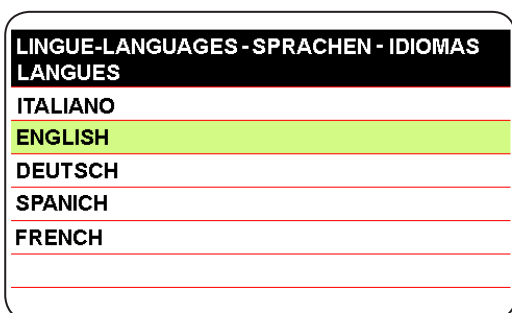 LINGUE-LANGUAGES - SPRACHEN - IDIOMAS
LANGUES
ITALIANO
ENGLISH
DEUTSCH
SPANICH
FRENCH